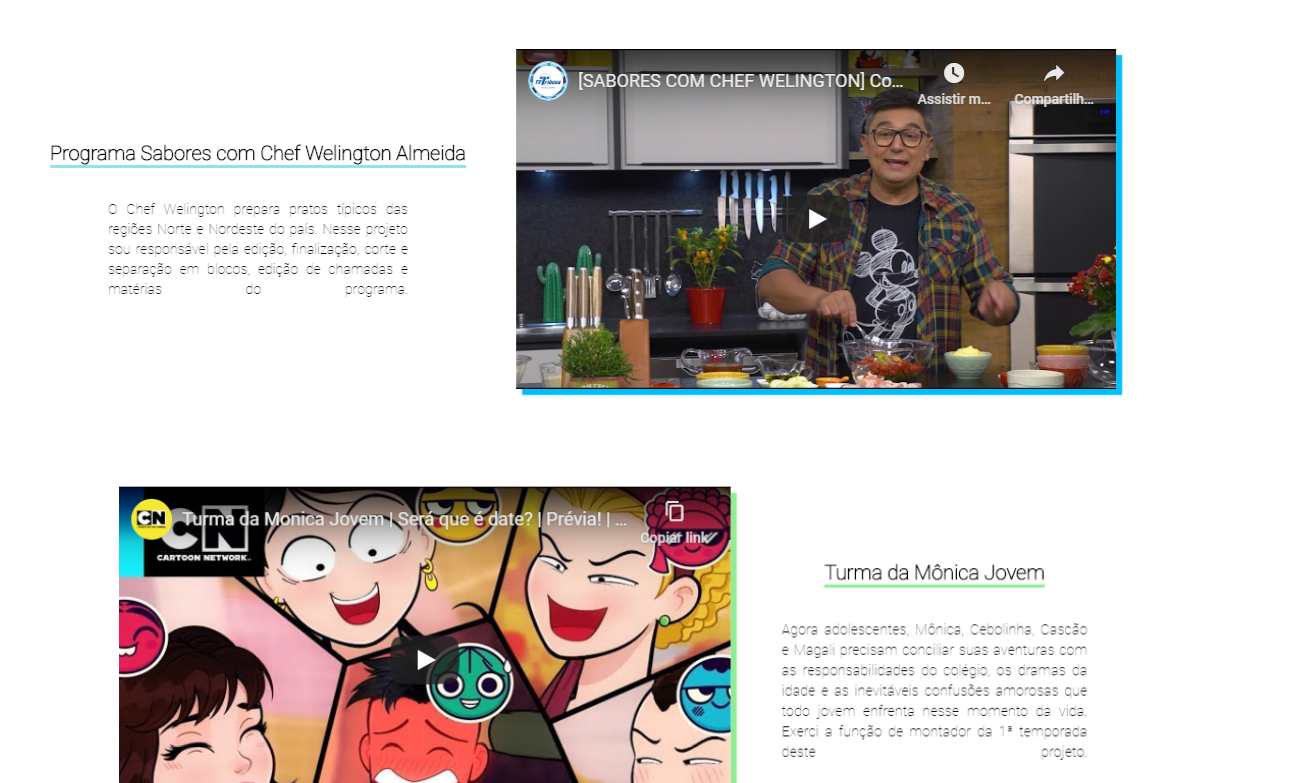 [SABORES COM CHEF WELINGTON] Co...
Assistir m...
Compartilh...
Programa Sabores com Chef Welington Almeida
O Chef Welington prepara pratos típicos das
regiões Norte e Nordeste do país. Nesse projeto
sou responsável pela edição, finalização, corte e
separação em blocos, edição de chamadas e
matérias do programa.
CN
CN
CARTOON NETWORK
Turma da Monica Jovem | Será que é date? | Prévia! | ...
Copiar link
Turma da Mônica Jovem
Agora adolescentes, Mônica, Cebolinha, Cascão
e Magali precisam conciliar suas aventuras com
as responsabilidades do colégio, os dramas da
idade e as inevitáveis confusões amorosas que
todo jovem enfrenta nesse momento da vida.
Exerci a função de montador da 1ª temporada
deste projeto.